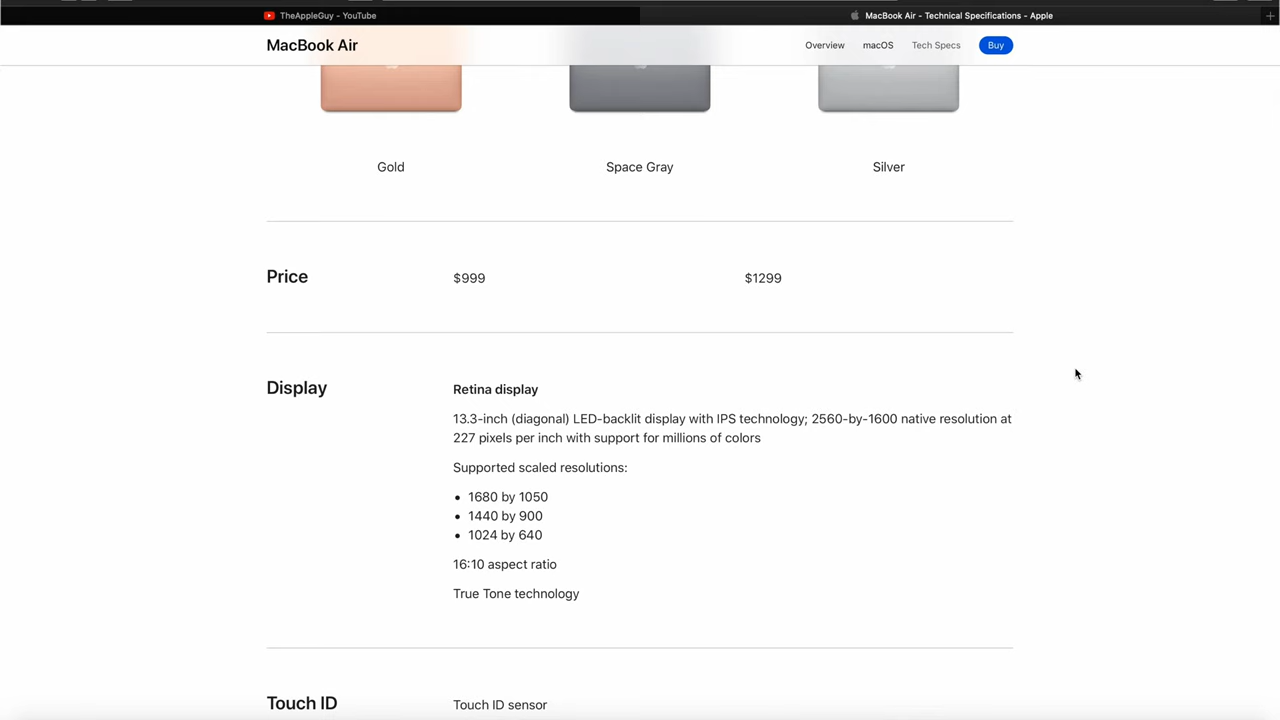 TheAppleGuy - YouTube
MacBook Air - Technical Specifications - Apple
MacBook Air
Overview
macOS
Tech Specs
Buy
Gold
Space Gray
Silver
Price
$999
$1299
Display
Retina display
13.3-inch (diagonal) LED-backlit display with IPS technology; 2560-by-1600 native resolution at
227 pixels per inch with support for millions of colors
Supported scaled resolutions:
• 1680 by 1050
• 1440 by 900
• 1024 by 640
16:10 aspect ratio
True Tone technology
Touch ID
Touch ID sensor